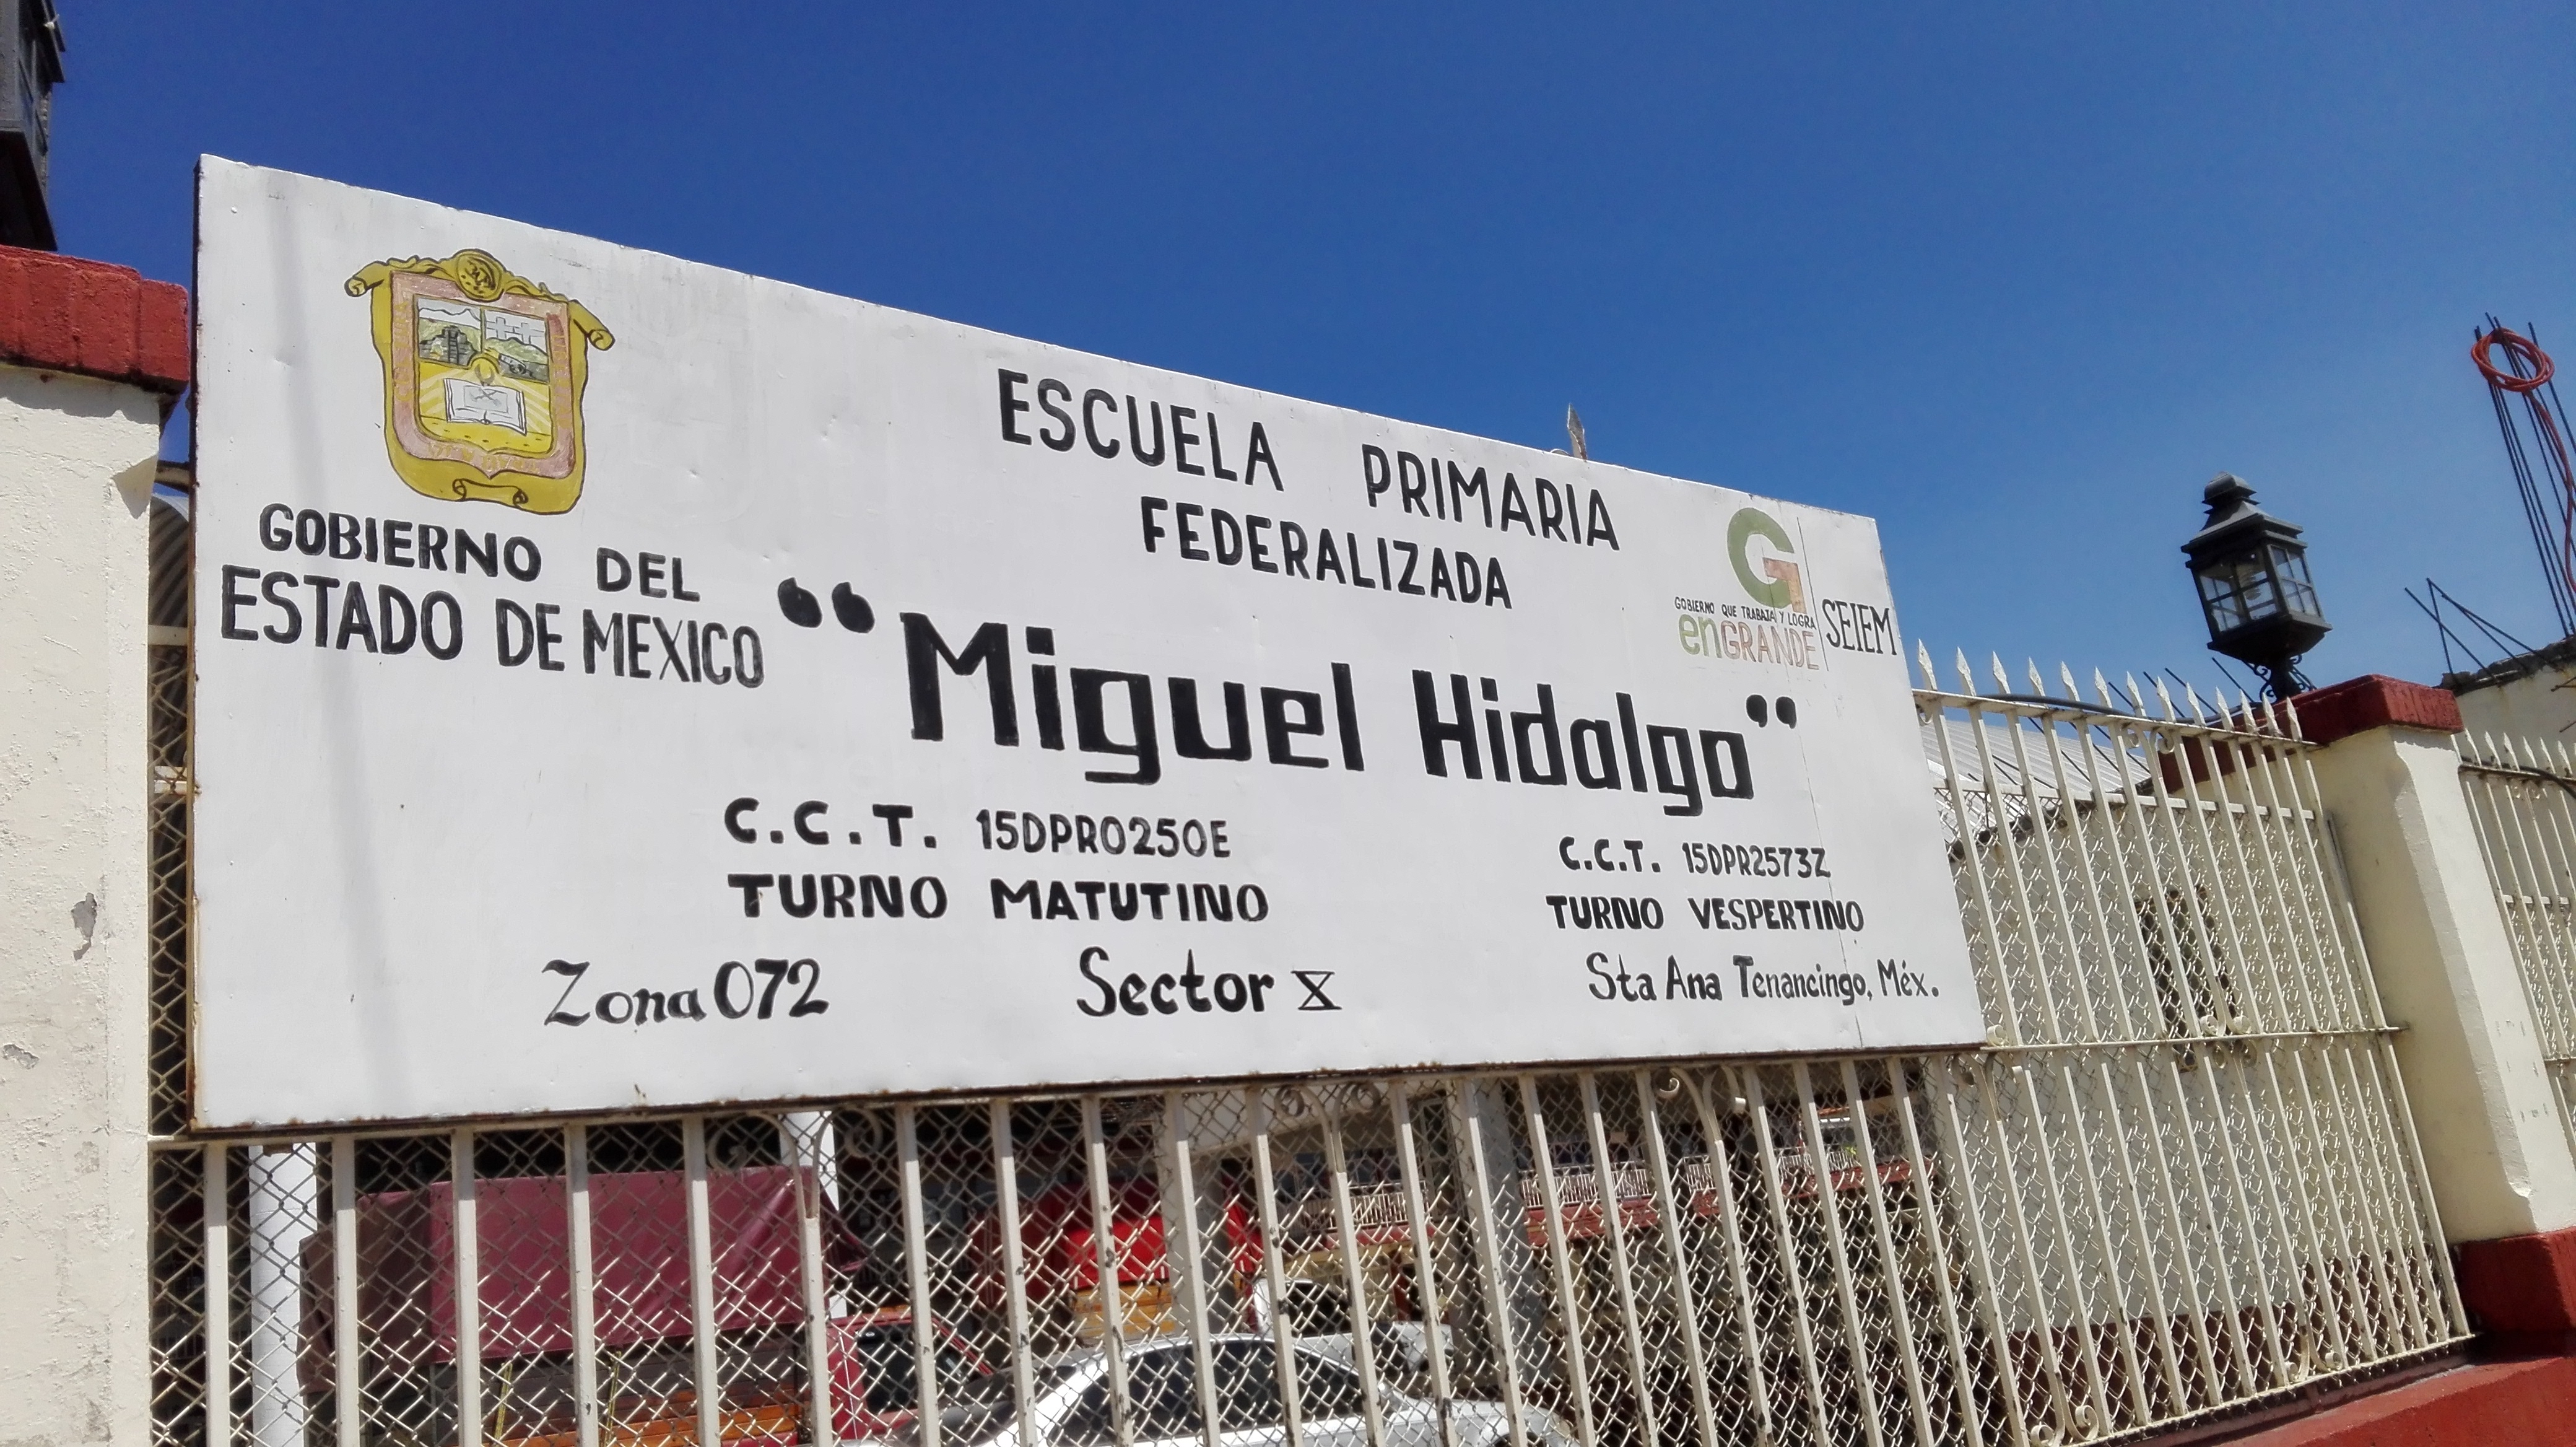 GOBIERNO DEL
ESTADO DE MEXICO
ESCUELA PRIMARIA
FEDERALIZADA
GOBIERNO QUE TRABAJA Y LOGRA
enGRANDE
SEIEM
“Miguel Hidalgo”
C.C.T. 15DPR0250E
TURNO MATUTINO
C.C.T. 15DPR2573Z
TURNO VESPERTINO
Zona 072
Sector X
Sta Ana Tenancingo, Méx.